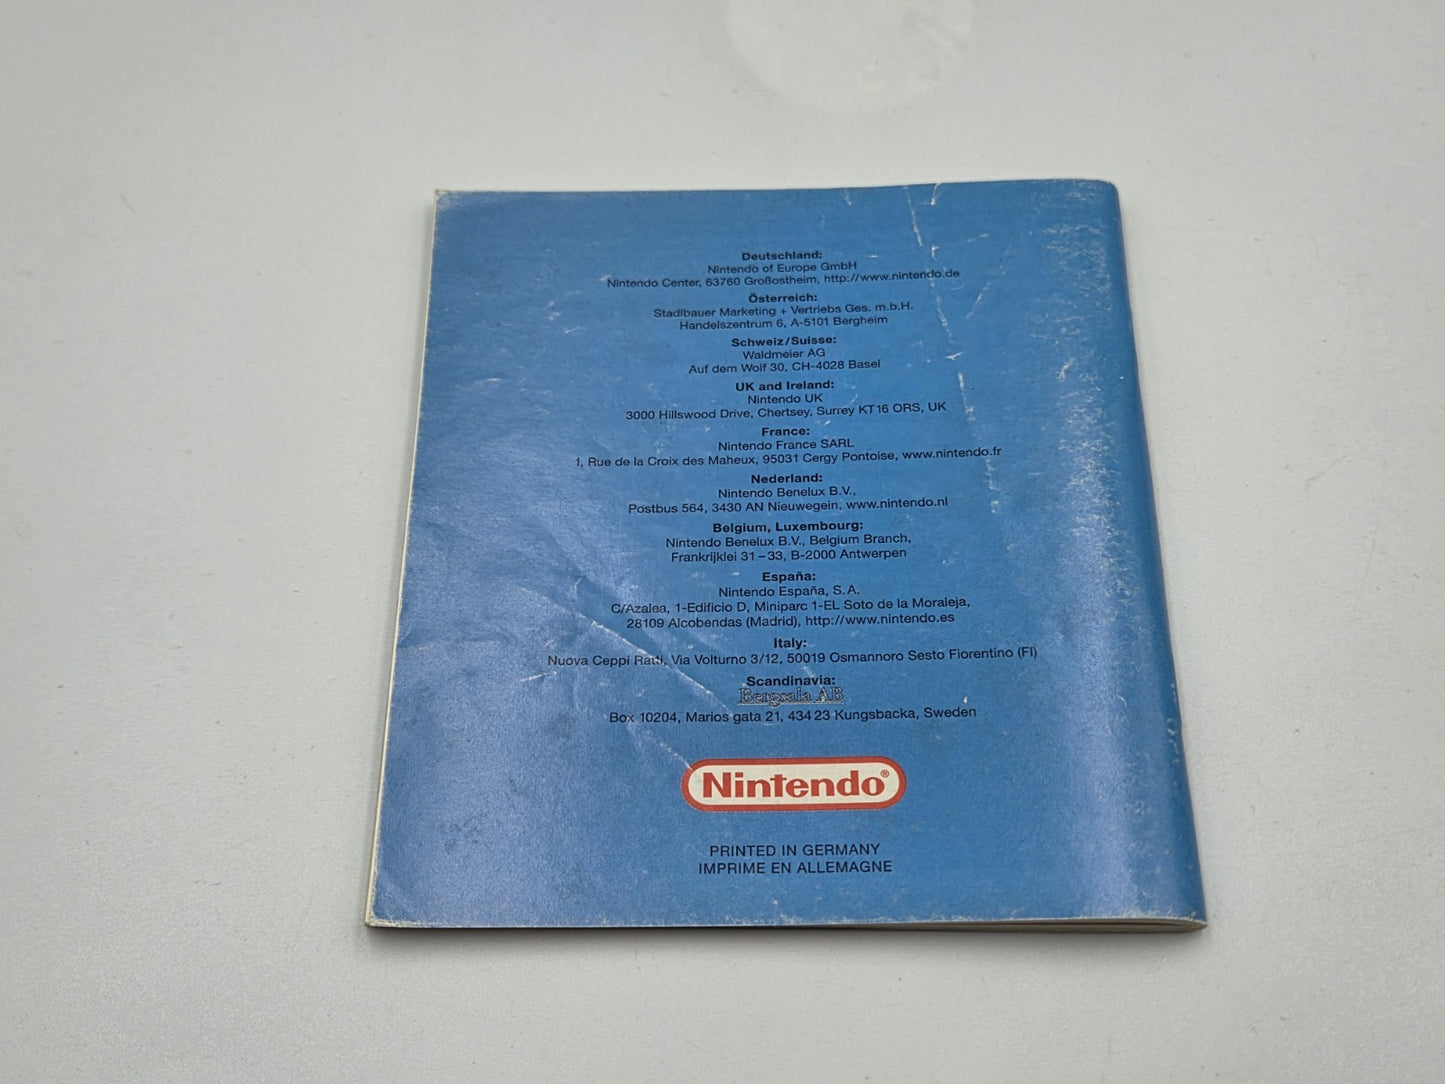 Deutschland:
Nintendo of Europe GmbH
Nintendo Center, 63760 Großostheim, http://www.nintendo.de
Österreich:
Stadlbauer Marketing + Vertriebs Ges. m.b.H.
Handelszentrum 6, A-5101 Bergheim
Schweiz/Suisse:
Waldmeier AG
Auf dem Wolf 30, CH-4028 Basel
UK and Ireland:
Nintendo UK
3000 Hillswood Drive, Chertsey, Surrey KT16 ORS, UK
France:
Nintendo France SARL
1, Rue de la Croix des Maheux, 95031 Cergy Pontoise, www.nintendo.fr
Nederland:
Nintendo Benelux B.V.,
Postbus 564, 3430 AN Nieuwegein, www.nintendo.nl
Belgium, Luxembourg:
Nintendo Benelux B.V., Belgium Branch,
Frankrijklei 31–33, B-2000 Antwerpen
España:
Nintendo España, S.A.
C/Azalea, 1-Edificio D, Miniparc 1-EL Soto de la Moraleja,
28109 Alcobendas (Madrid), http://www.nintendo.es
Italy:
Nuova Ceppi Ratti, Via Volturno 3/12, 50019 Osmannoro Sesto Fiorentino (FI)
Scandinavia:
Bergsala AB
Box 10204, Marios gata 21, 434 23 Kungsbacka, Sweden
Nintendo®
PRINTED IN GERMANY
IMPRIME EN ALLEMAGNE